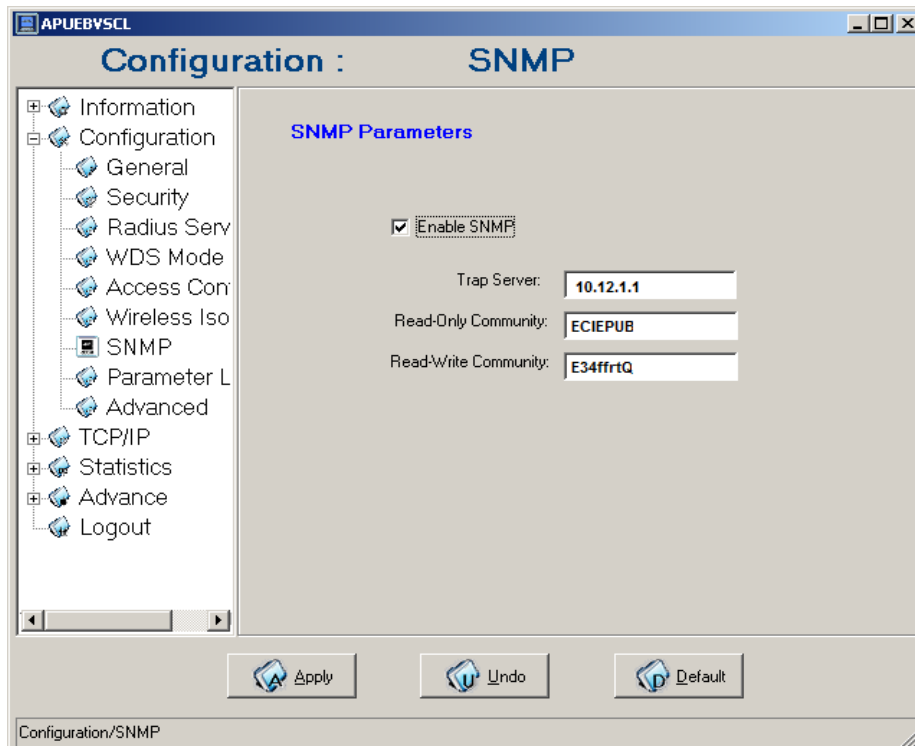 APUEBVSCL
Configuration : SNMP
Information
Configuration
General
Security
Radius Serv
WDS Mode
Access Con
Wireless Iso
SNMP
Parameter L
Advanced
TCP/IP
Statistics
Advance
Logout
SNMP Parameters
Enable SNMP
Trap Server: 10.12.1.1
Read-Only Community: ECIEPUB
Read-Write Community: E34ffrtQ
Apply Undo Default
Configuration/SNMP